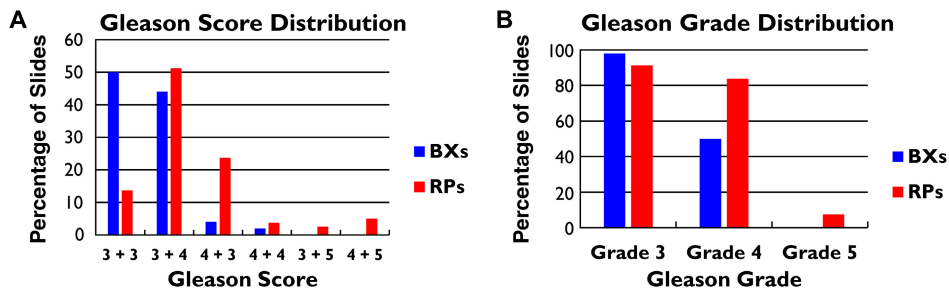 A
Gleason Score Distribution
Percentage of Slides
60
50
40
30
20
10
0
3 + 3 3 + 4 4 + 3 4 + 4 3 + 5 4 + 5
Gleason Score
BXs
RPs
B
Gleason Grade Distribution
Percentage of Slides
100
80
60
40
20
0
Grade 3 Grade 4 Grade 5
Gleason Grade
BXs
RPs